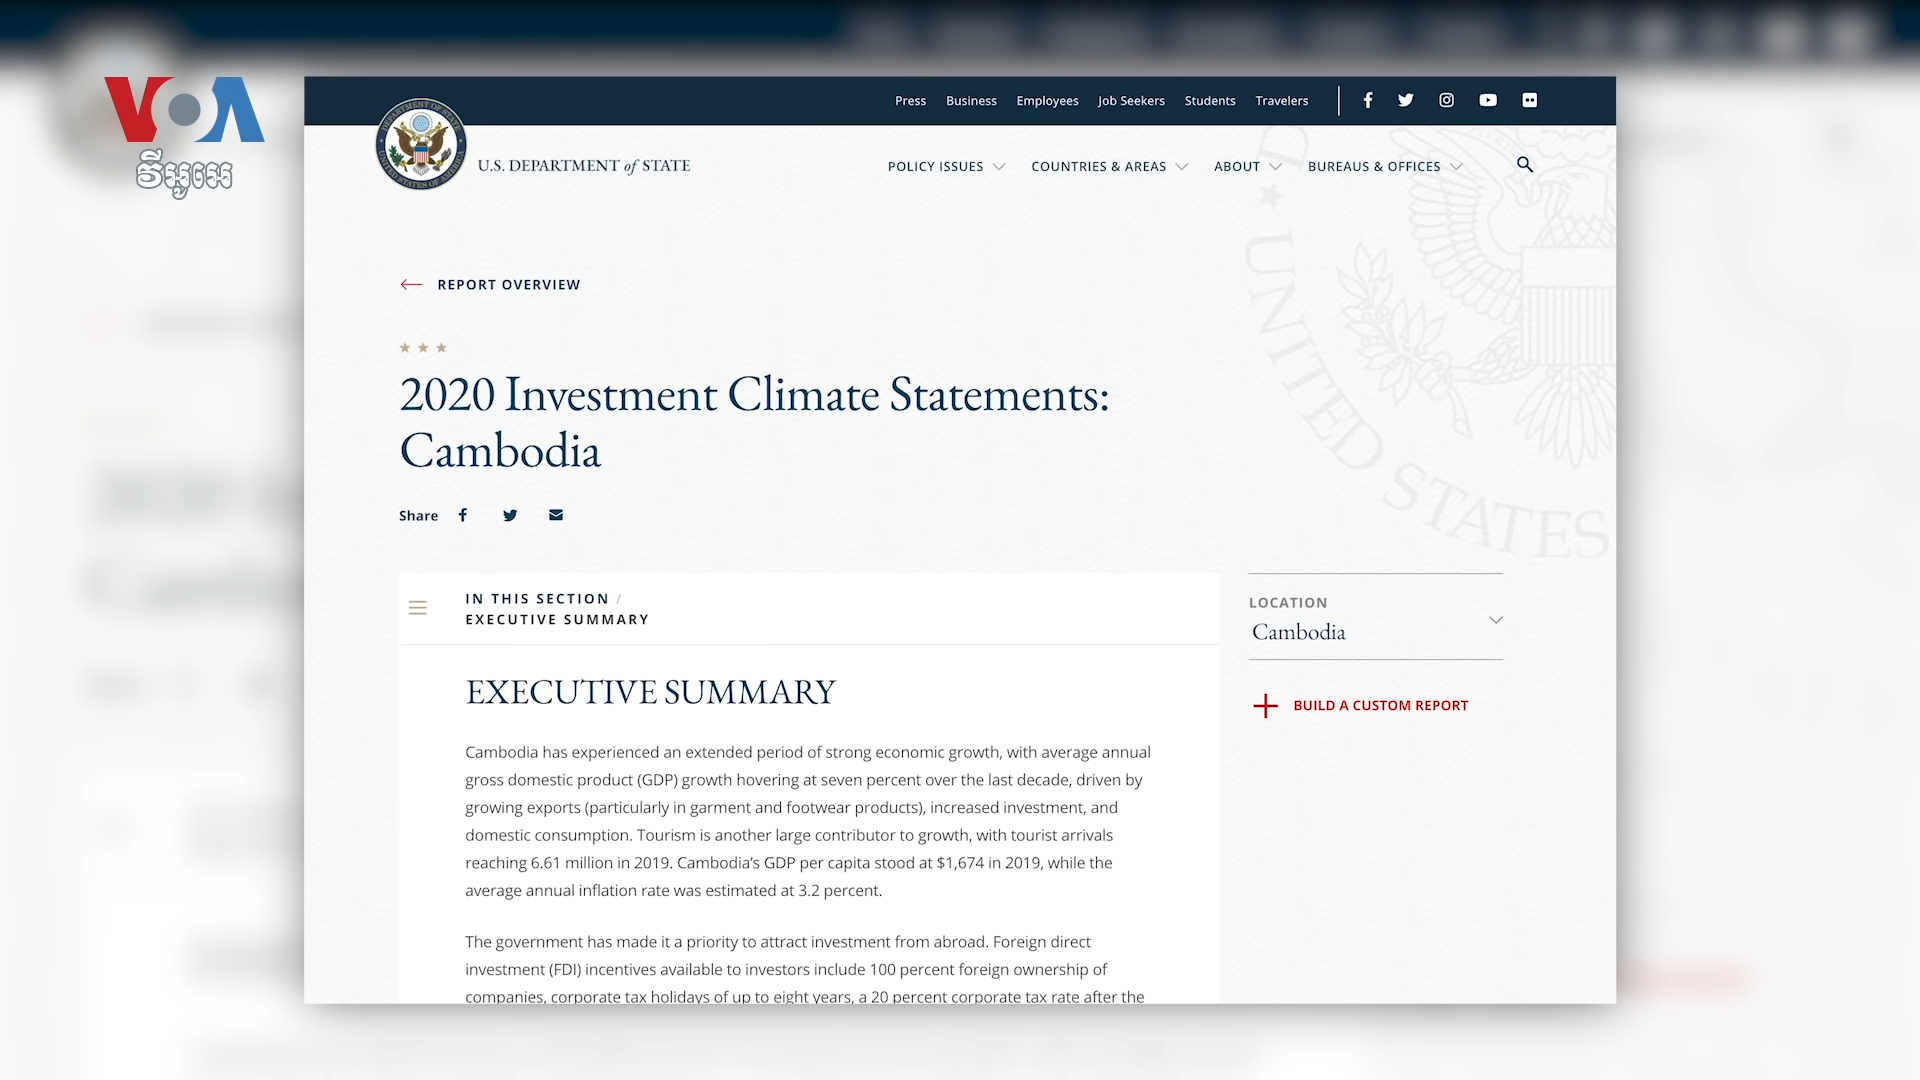 VOA
វីអូអេ
Press Business Employees Job Seekers Students Travelers
U.S. DEPARTMENT of STATE
POLICY ISSUES COUNTRIES & AREAS ABOUT BUREAUS & OFFICES
REPORT OVERVIEW
2020 Investment Climate Statements:
Cambodia
Share
IN THIS SECTION /
EXECUTIVE SUMMARY
LOCATION
Cambodia
BUILD A CUSTOM REPORT
EXECUTIVE SUMMARY
Cambodia has experienced an extended period of strong economic growth, with average annual
gross domestic product (GDP) growth hovering at seven percent over the last decade, driven by
growing exports (particularly in garment and footwear products), increased investment, and
domestic consumption. Tourism is another large contributor to growth, with tourist arrivals
reaching 6.61 million in 2019. Cambodia’s GDP per capita stood at $1,674 in 2019, while the
average annual inflation rate was estimated at 3.2 percent.
The government has made it a priority to attract investment from abroad. Foreign direct
investment (FDI) incentives available to investors include 100 percent foreign ownership of
companies, corporate tax holidays of up to eight years, a 20 percent corporate tax rate after the
UNITED STATES